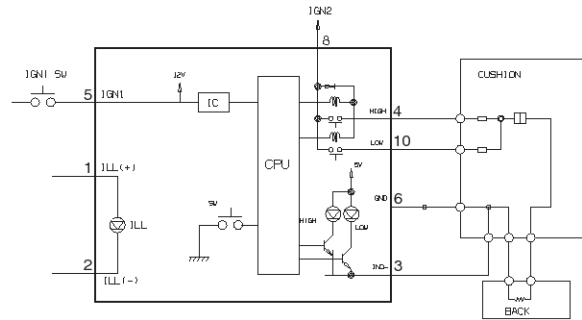 IGN2
8
IGN1 SW
5
IGN1
12V
IC
CUSHION
HIGH
4
LOW
10
1
ILL(+)
CPU
5V
GND
6
ILL
SW
HIGH
LOW
IND-
3
2
ILL(-)
BACK